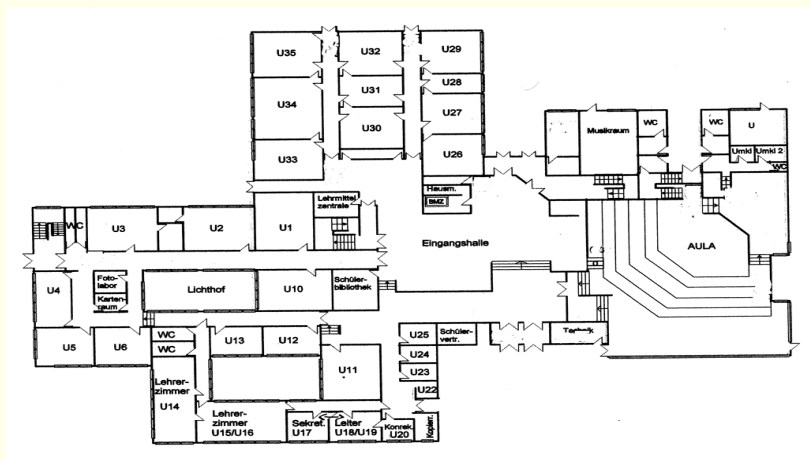 U35
U32
U29
U31
U28
U34
U27
U30
U33
U26
Musikraum
WC
WC
U
Umkl
Umkl 2
WC
Hausm.
BMZ
Lehrmittel
zentrale
WC
U3
U2
U1
Eingangshalle
AULA
U4
Foto-
labor
Karten-
raum
Lichthof
U10
Schüler-
bibliothek
U5
U6
WC
WC
U13
U12
U25
Schüler-
vertr.
U24
U23
U22
U11
Lehrer-
zimmer
U14
Lehrer-
zimmer
U15/U16
Sekret.
U17
Leiter
U18/U19
Konrek.
U20
Kopierr.